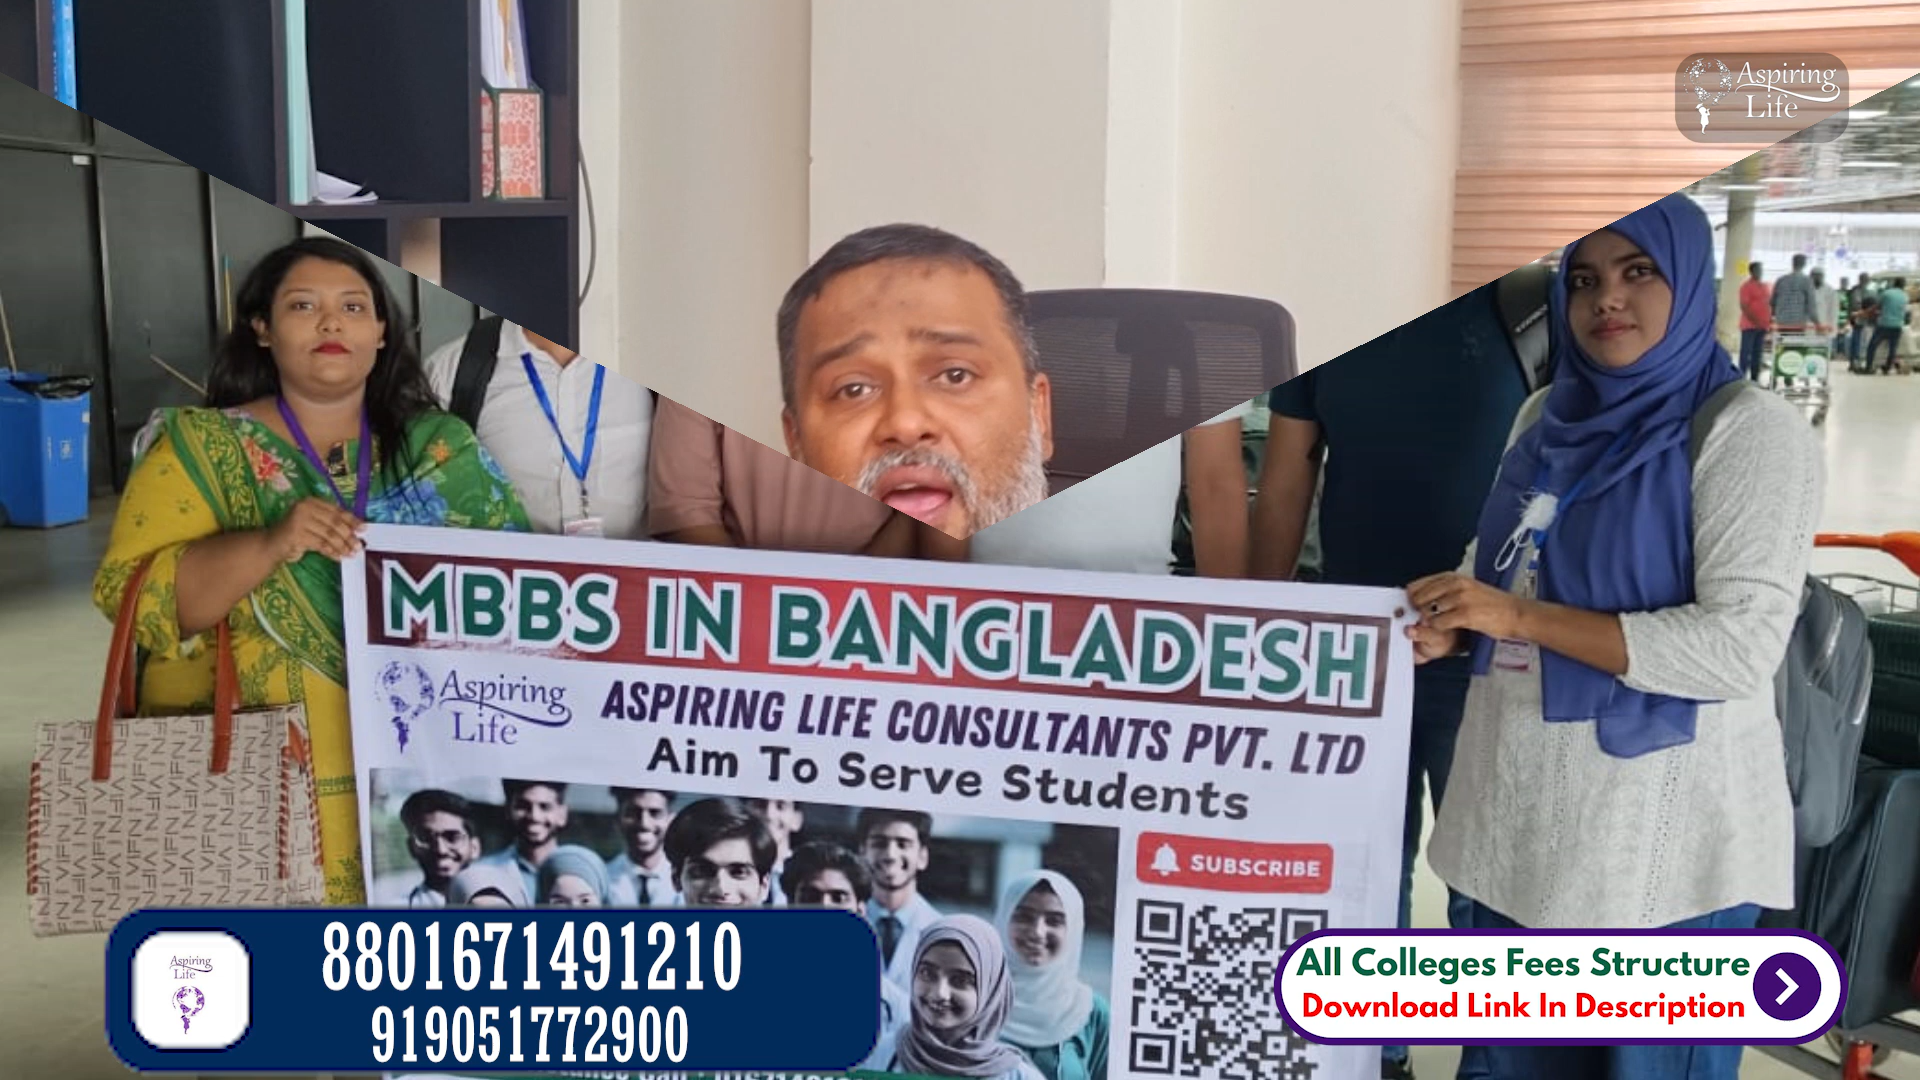 Aspiring
Life
MBBS IN BANGLADESH
Aspiring
Life
ASPIRING LIFE CONSULTANTS PVT. LTD
Aim To Serve Students
SUBSCRIBE
Aspiring
Life
8801671491210
919051772900
All Colleges Fees Structure
Download Link In Description